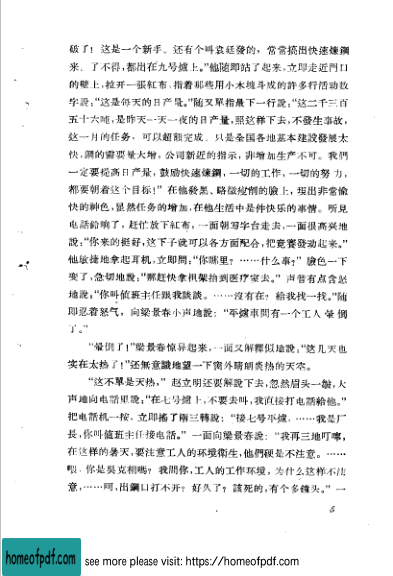 破了！这是一个新手。还有个叫袁廷發的，常常搞出快速煉鋼
来。了不得，都出在九号爐上。”他随即站了起来，立即走近門口
的壁上，拉开一張紅布，指着那些用小木塊斗成的許多行活动数
字說：“这是每天的日产量。”随又單指最下一行說：“这二千三百
五十六吨，是昨天一天一夜的日产量，照这样下去，不發生事故，
这一月的任务，可以超額完成。只是全国各地基本建設發展太
快，鋼的需要量大增，公司新近的指示，非增加生产不可。我們
一定要提高日产量，鼓励快速煉鋼，一切的工作，一切的努力，
都要朝着这个目标！”在他發黑、略微瘦削的臉上，現出非常愉
快的神色，显然任务的增加，在他生活中是件快乐的事情。听見
电話鈴响了，赶忙放下紅布，一面朝写字台走去，一面很高兴地
說：“你来的挺好，这下子就可以各方面配合，把竞賽發动起来。”
他敏捷地拿起耳机，立即問：“你哪里？……什么事？”臉色一下
变了，急切地說：“那赶快拿担架抬到医疗室去。”声音有点含怒
地說：“你叫值班主任跟我談談。……沒有在？給我找一找。”随
即忍着怒气，向梁景春小声地說：“平爐車間有一个工人暈倒
了。”
“暈倒了！”梁景春惊异起来，一面又解釋似地說：“这几天也
实在太热了！”还無意識地望一下窗外晴朗炎热的天空。
“这不單是天热，”赵立明还要解說下去，忽然眉头一皺，大
声地向电話里說：“在七号爐上，不要去叫，我直接打电話給他。”
把电話机一按，立即搖了兩三轉說：“接七号平爐。……我是厂
長，你叫值班主任接电話。”一面向梁景春說：“我再三地叮嚀，
在这样的暑天，要注意工人的环境衛生，他們硬是不注意。……
喂，你是吳克相嗎？我問你，工人的工作环境，为什么这样不注
意，……呵，出鋼口打不开？好久了？該死的，有个多鐘头。”一
5
homeofpdf.com
see more please visit: https://homeofpdf.com